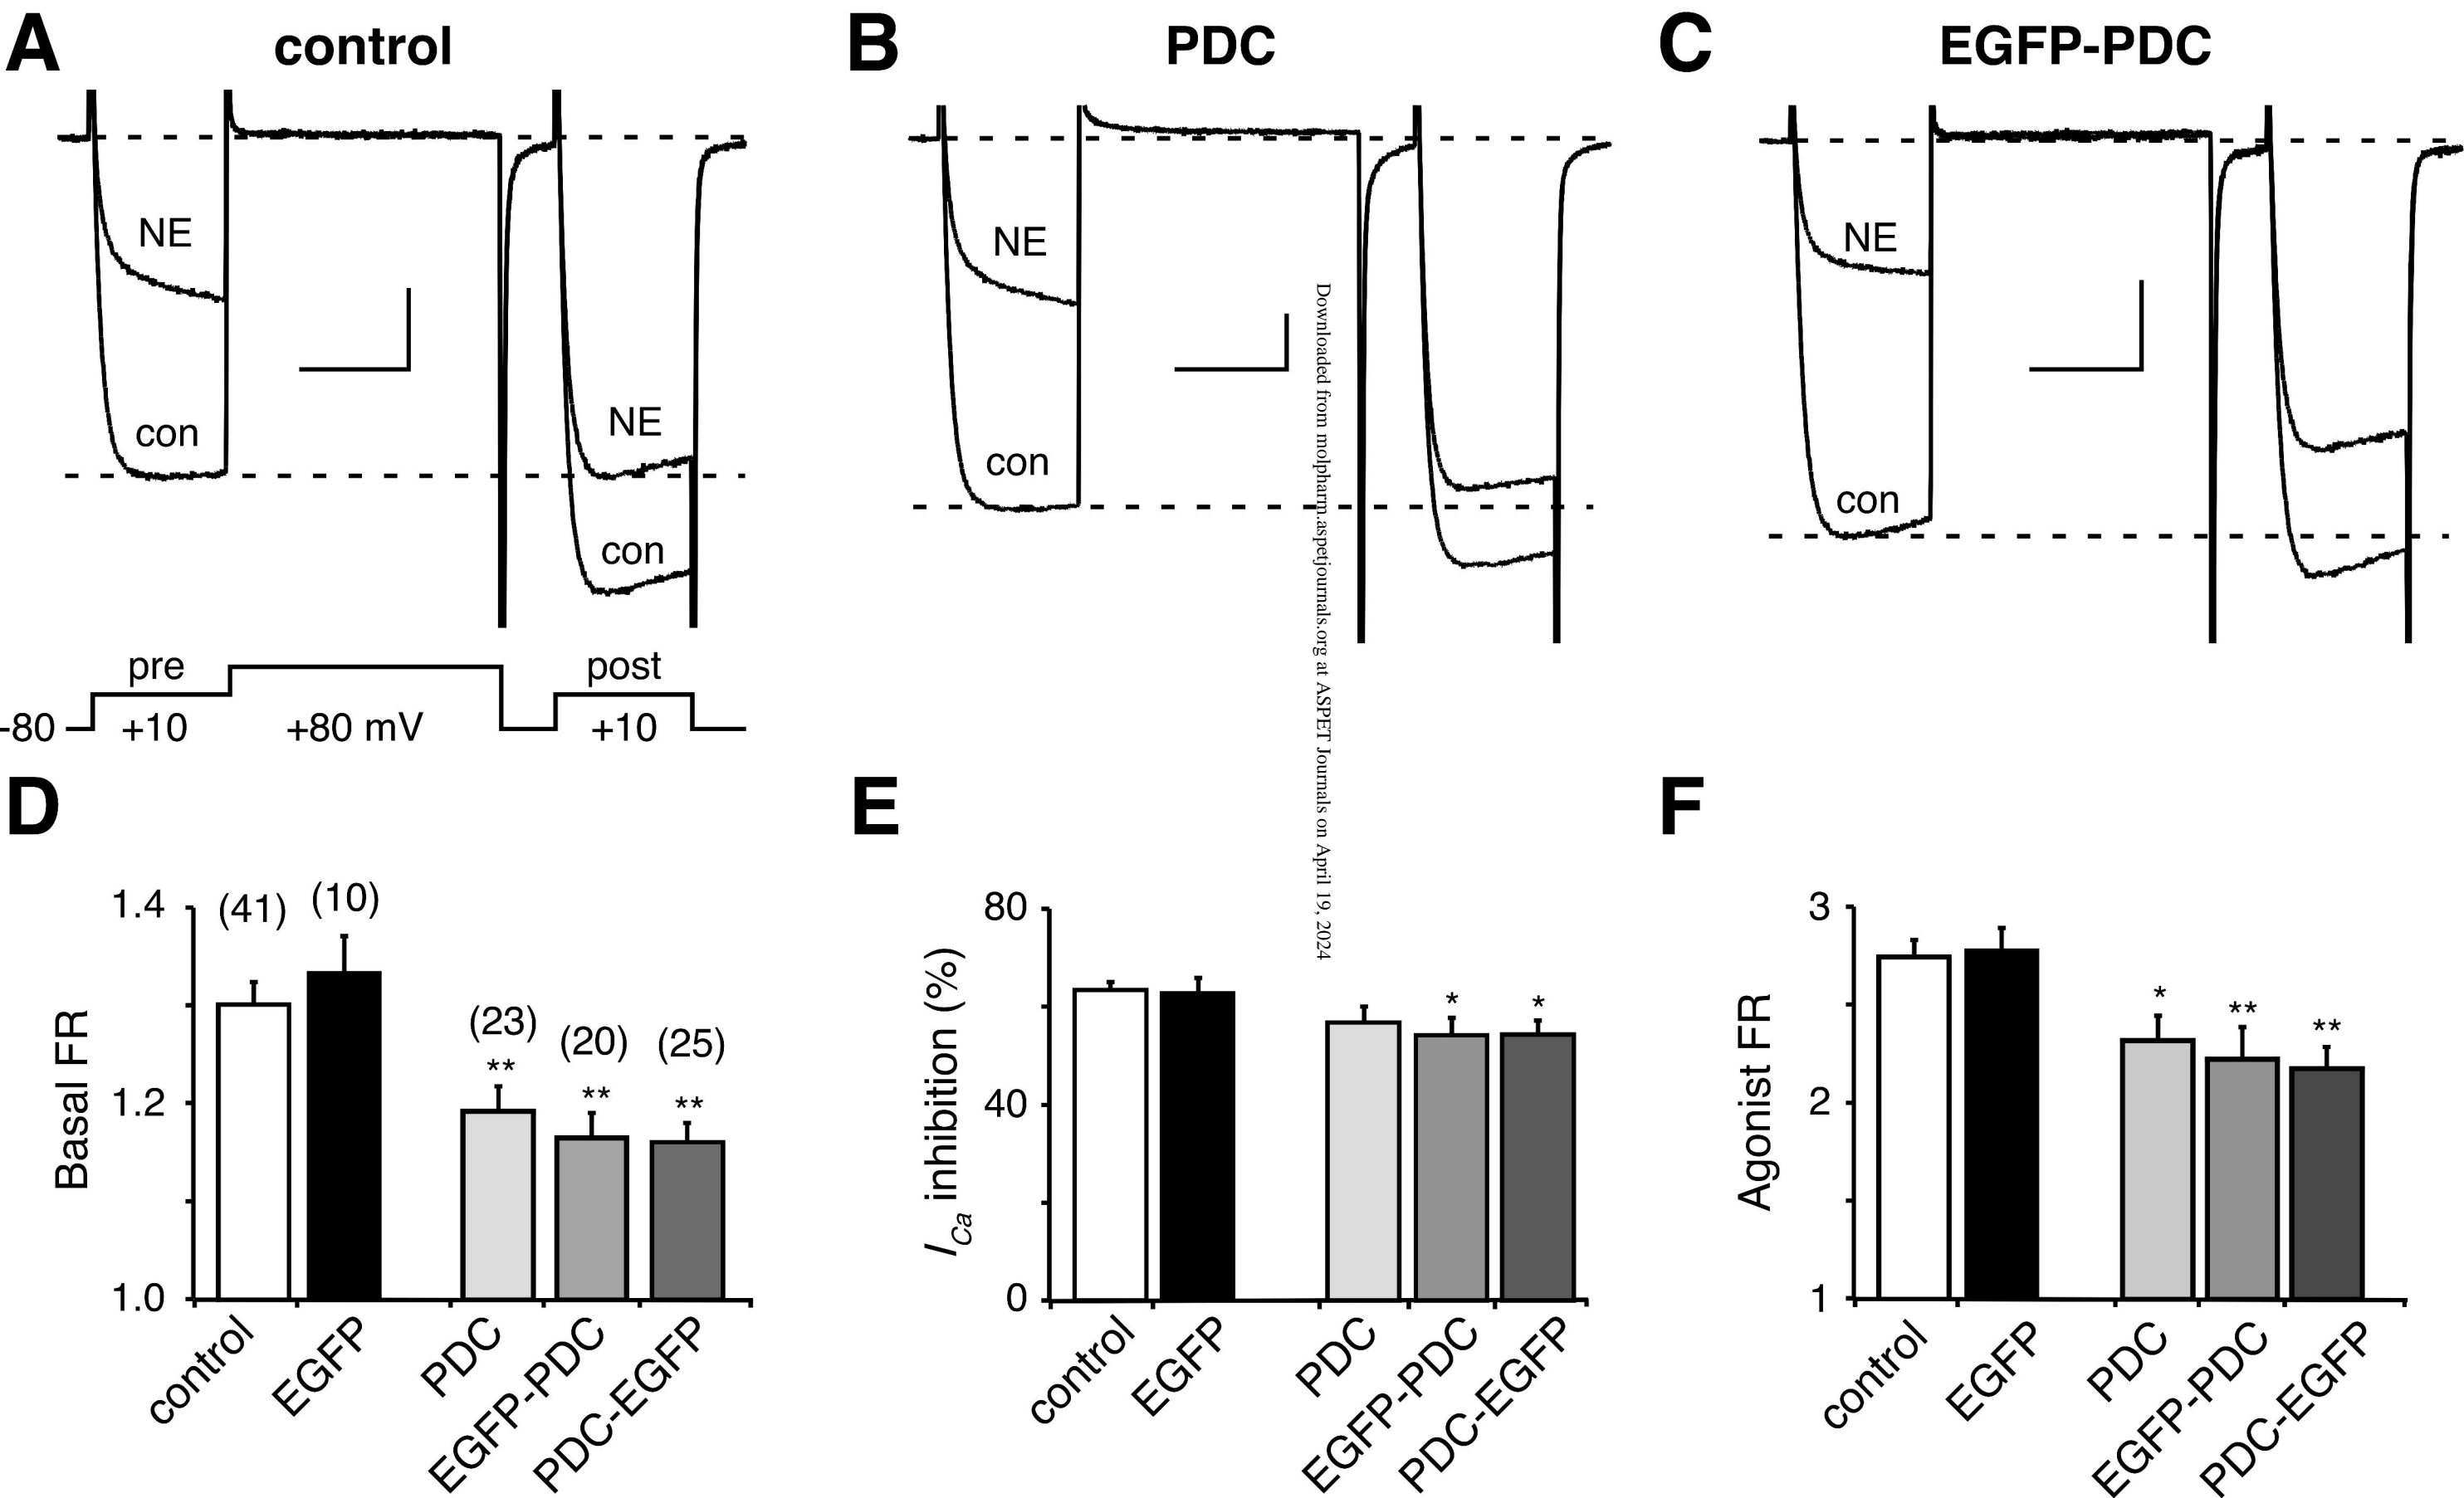 A control
B PDC
C EGFP-PDC
NE
con
NE
con
NE
con
NE
con
pre
post
-80
+10
+80 mV
+10
Downloaded from molpharm.aspetjournals.org at ASPET Journals on April 19, 2024
D
Basal FR
1.4
1.2
1.0
(41)
(10)
(23)
**
(20)
**
(25)
**
control
EGFP
PDC
EGFP-PDC
PDC-EGFP
E
ICa inhibition (%)
80
40
0
*
*
control
EGFP
PDC
EGFP-PDC
PDC-EGFP
F
Agonist FR
3
2
1
*
**
**
control
EGFP
PDC
EGFP-PDC
PDC-EGFP